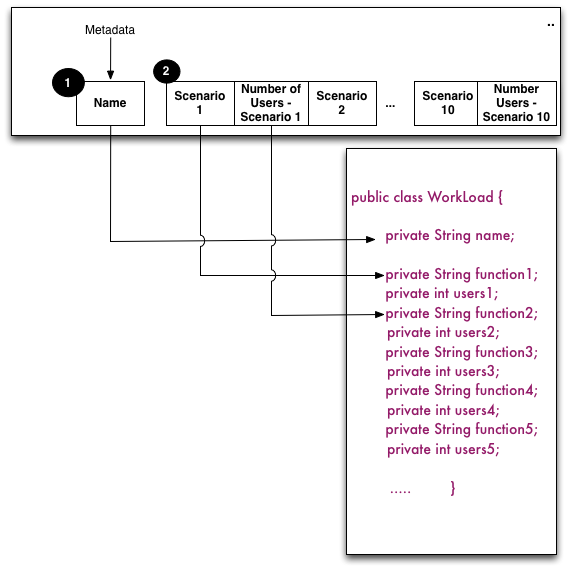 Metadata
..
1
2
Name
Scenario
1
Number of
Users -
Scenario 1
Scenario
2
...
Scenario
10
Number
Users -
Scenario 10
public class WorkLoad {
private String name;
private String function1;
private int users1;
private String function2;
private int users2;
private String function3;
private int users3;
private String function4;
private int users4;
private String function5;
private int users5;
..... }